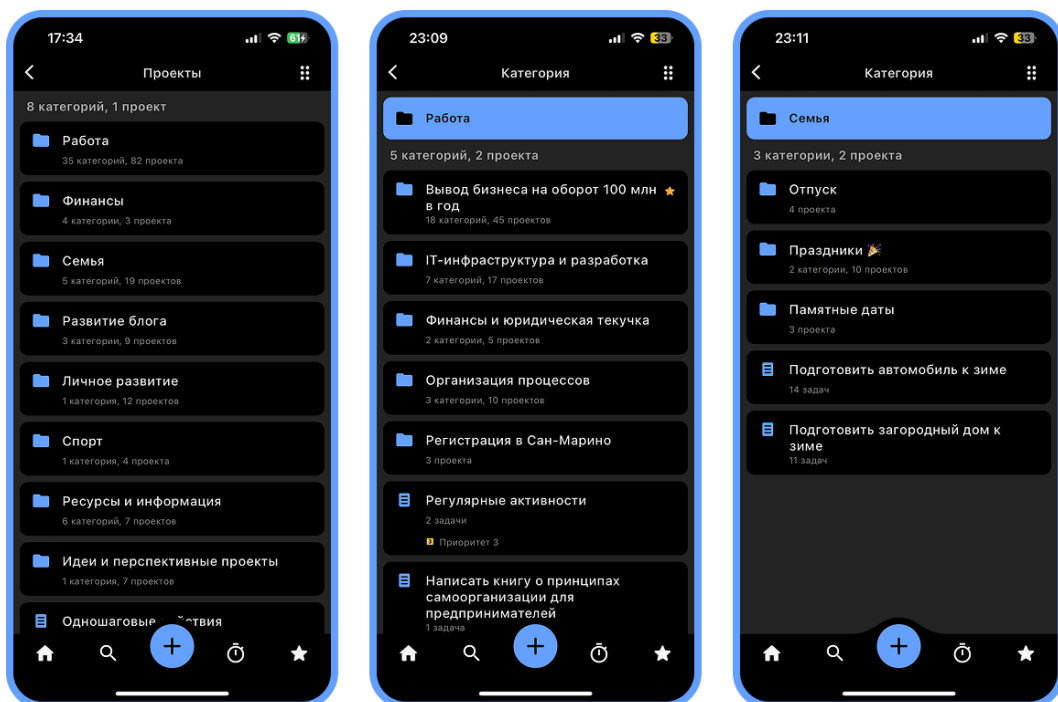 17:34
61
Проекты
8 категорий, 1 проект
Работа
35 категорий, 82 проекта
Финансы
4 категории, 3 проекта
Семья
5 категорий, 19 проектов
Развитие блога
3 категории, 9 проектов
Личное развитие
1 категория, 12 проектов
Спорт
1 категория, 4 проекта
Ресурсы и информация
6 категорий, 7 проектов
Идеи и перспективные проекты
1 категория, 7 проектов
Одношаговые
23:09
33
Категория
Работа
5 категорий, 2 проекта
Вывод бизнеса на оборот 100 млн
в год
18 категорий, 45 проектов
IT-инфраструктура и разработка
7 категорий, 17 проектов
Финансы и юридическая текучка
2 категории, 5 проектов
Организация процессов
3 категории, 10 проектов
Регистрация в Сан-Марино
3 проекта
Регулярные активности
2 задачи
3 Приоритет 3
Написать книгу о принципах
самоорганизации для
предпринимателей
1 задача
23:11
33
Категория
Семья
3 категории, 2 проекта
Отпуск
4 проекта
Праздники 🎉
2 категории, 10 проектов
Памятные даты
3 проекта
Подготовить автомобиль к зиме
14 задач
Подготовить загородный дом к
зиме
11 задач